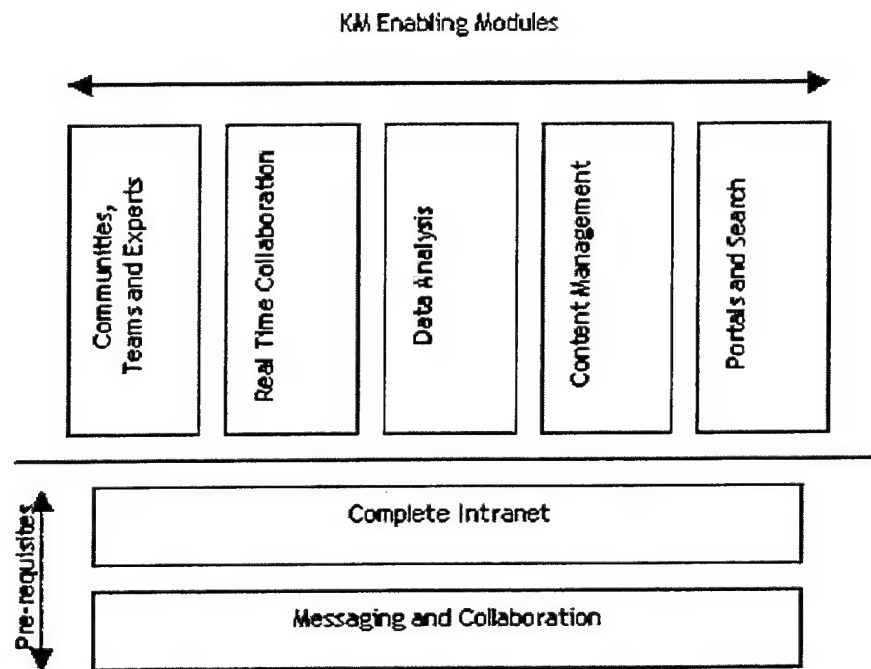 KM Enabling Modules
Communities,
Teams and Experts
Real Time Collaboration
Data Analysis
Content Management
Portals and Search
Pre-requisites
Complete Intranet
Messaging and Collaboration